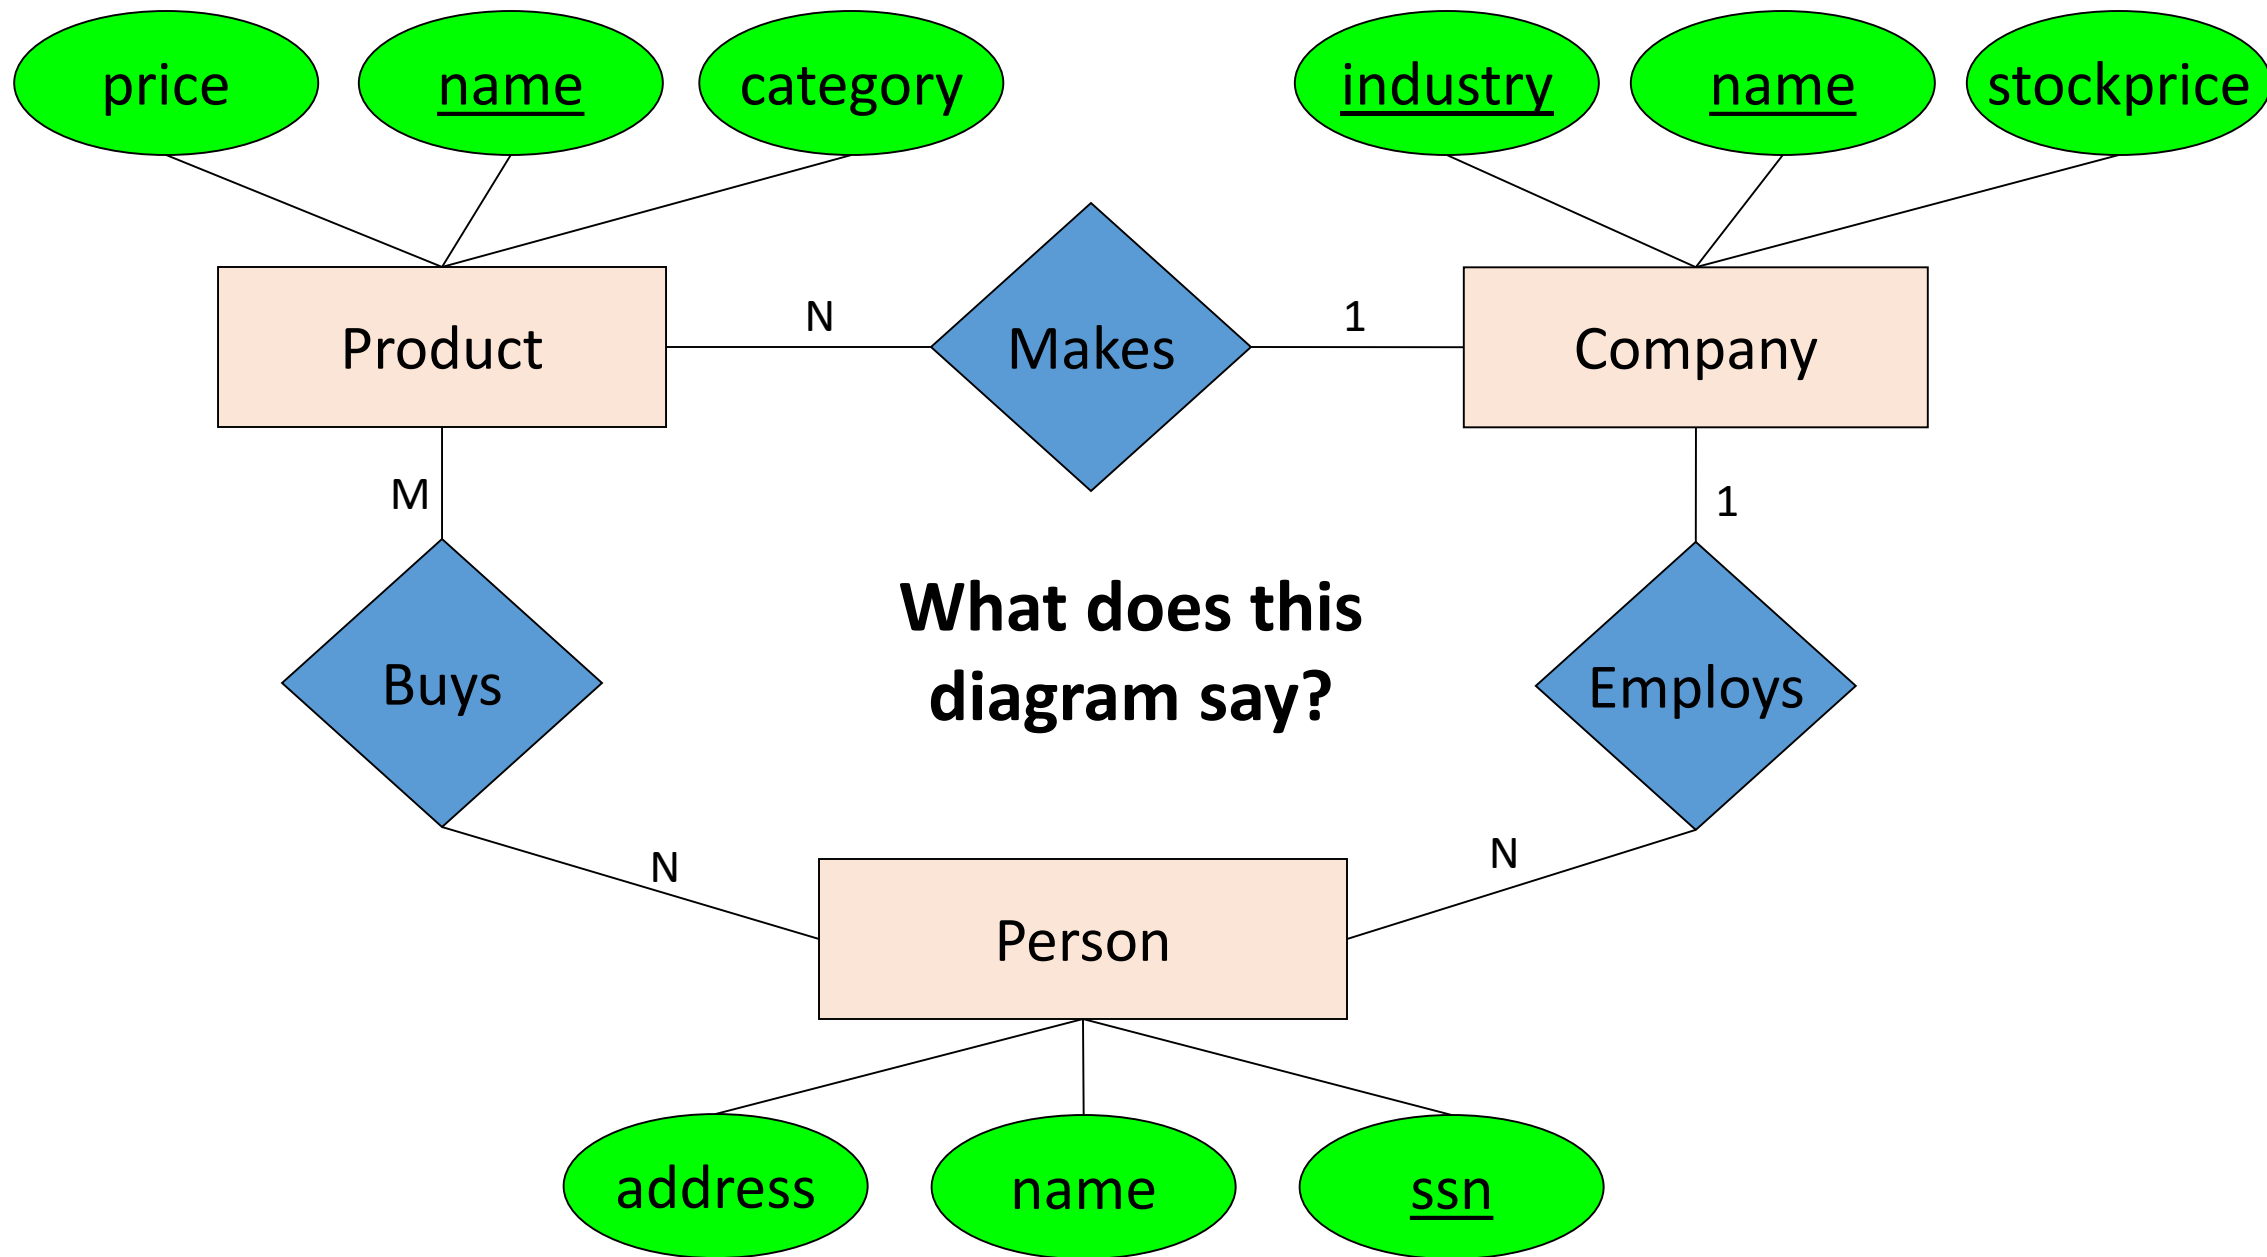 price
name
category
industry
name
stockprice
Product
N
Makes
1
Company
M
1
Buys
What does this
diagram say?
Employs
N
N
Person
address
name
ssn